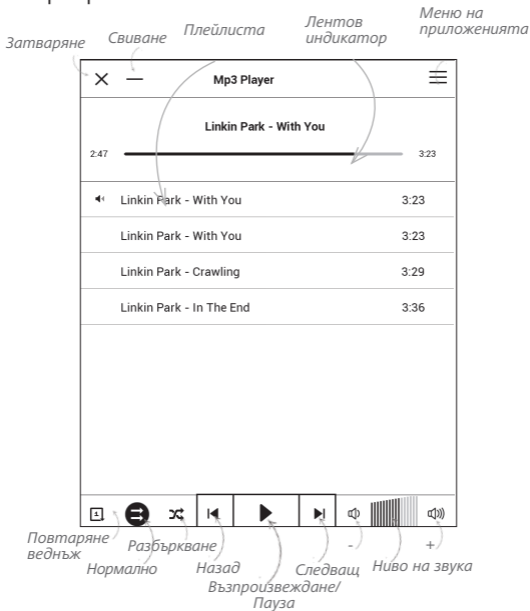 Меню на
приложенията
Лентов
индикатор
Плейлиста
Свиване
Затваряне
Mp3 Player
Linkin Park - With You
2:47 3:23
Linkin Park - With You 3:23
Linkin Park - With You 3:23
Linkin Park - Crawling 3:29
Linkin Park - In The End 3:36
1
Повтаряне
веднъж
Разбъркване
- +
Нормално
Назад
Следващ
Ниво на звука
Възпроизвеждане/
Пауза